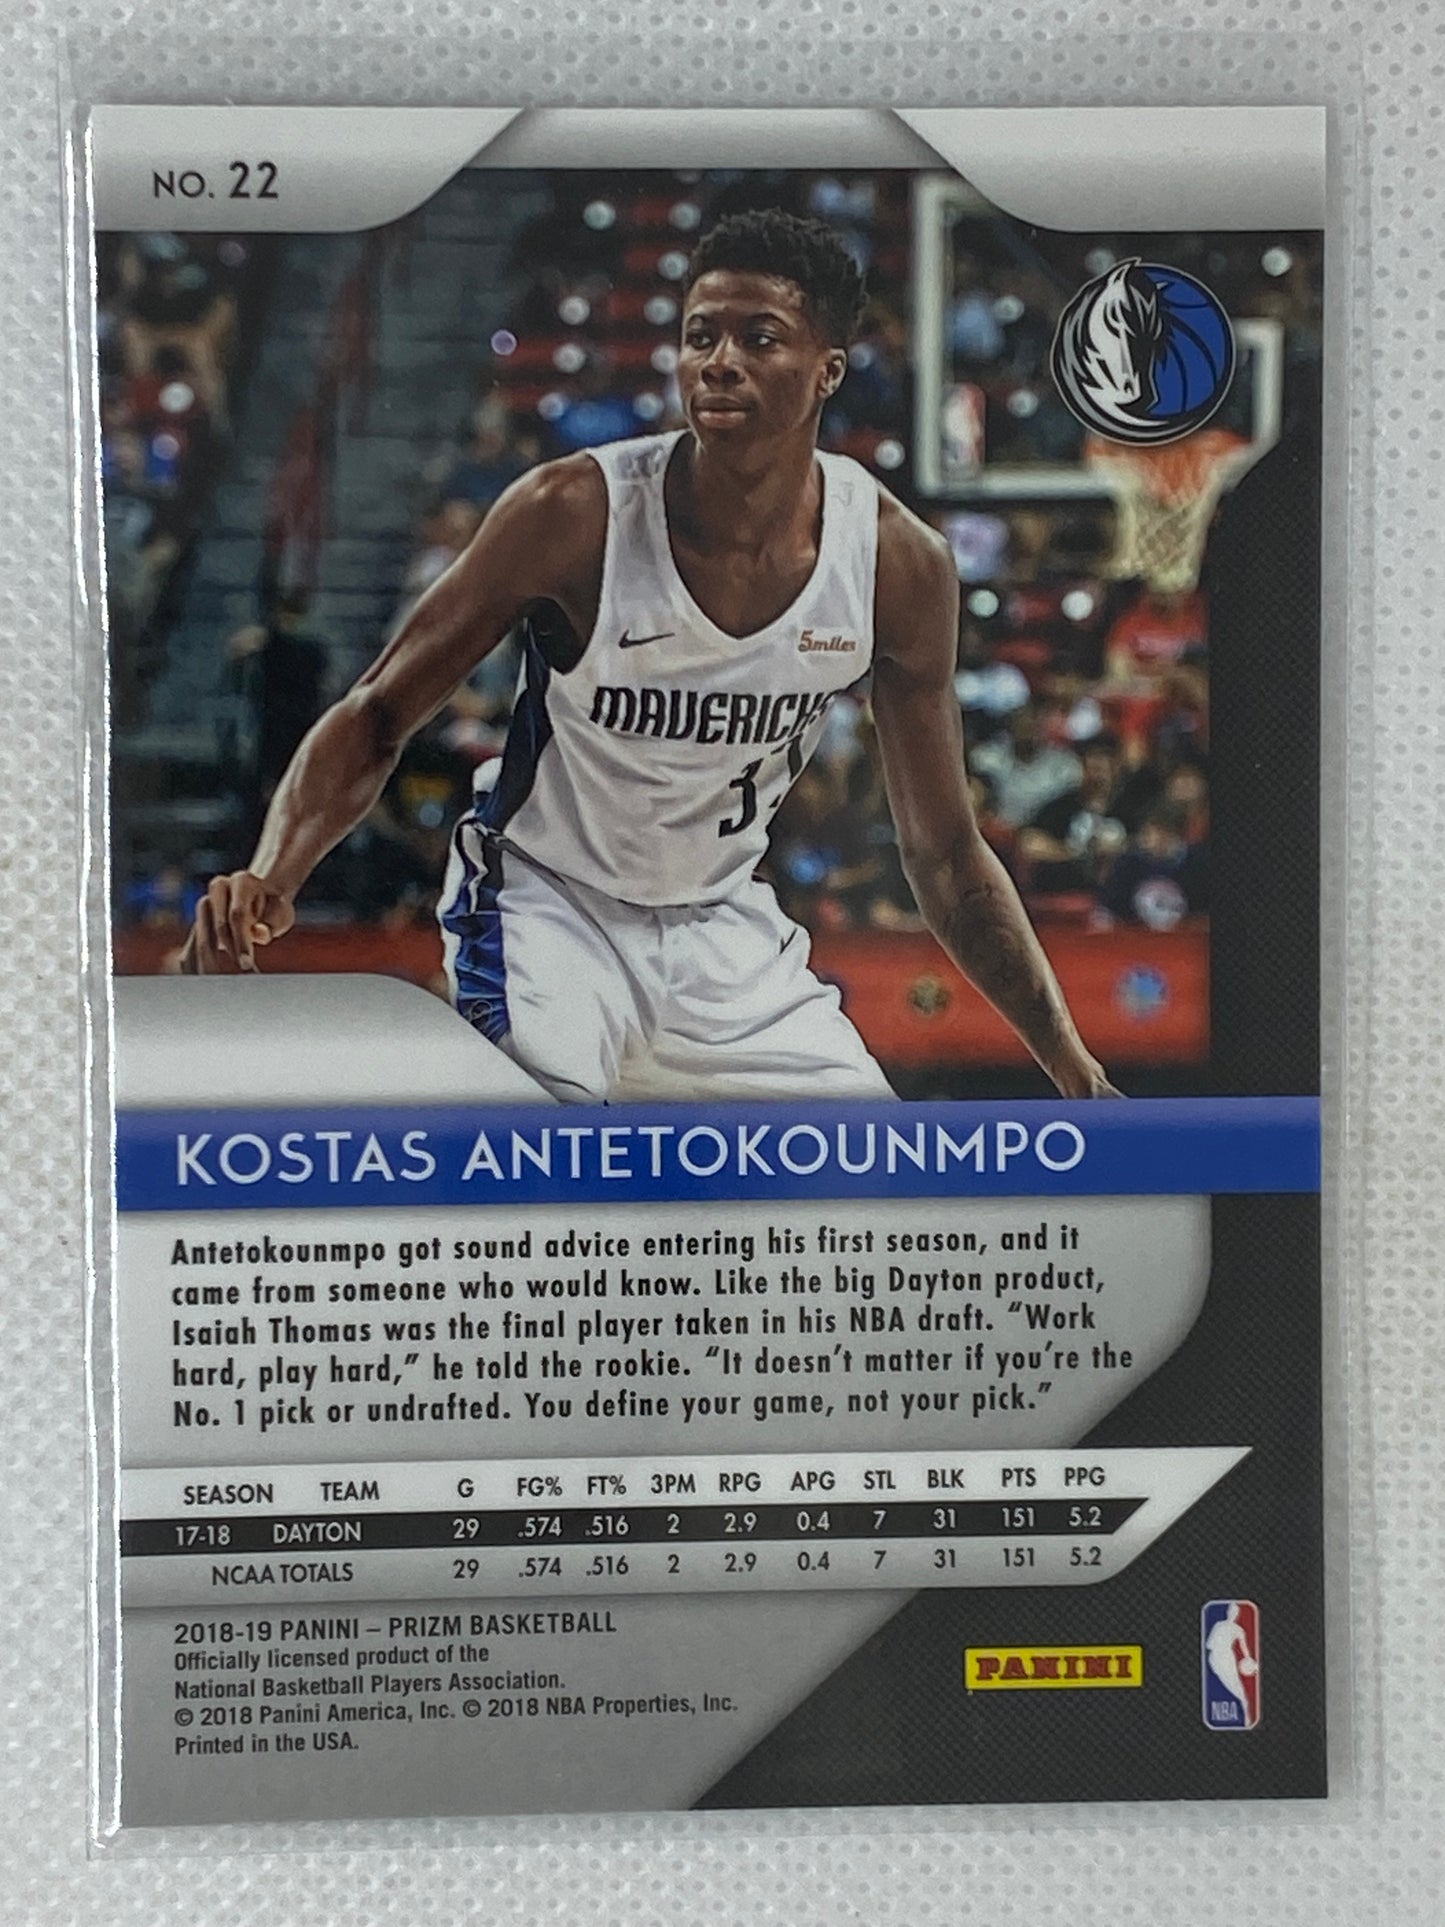 NO. 22
5miles
MAVERICKS
3
KOSTAS ANTETOKOUNMPO
Antetokounmpo got sound advice entering his first season, and it
came from someone who would know. Like the big Dayton product,
Isaiah Thomas was the final player taken in his NBA draft. “Work
hard, play hard,” he told the rookie. “It doesn’t matter if you’re the
No. 1 pick or undrafted. You define your game, not your pick.”
SEASON TEAM G FG% FT% 3PM RPG APG STL BLK PTS PPG
17-18 DAYTON 29 .574 .516 2 2.9 0.4 7 31 151 5.2
NCAA TOTALS 29 .574 .516 2 2.9 0.4 7 31 151 5.2
2018-19 PANINI – PRIZM BASKETBALL
Officially licensed product of the
National Basketball Players Association.
© 2018 Panini America, Inc. © 2018 NBA Properties, Inc.
Printed in the USA.
PANINI
NBA